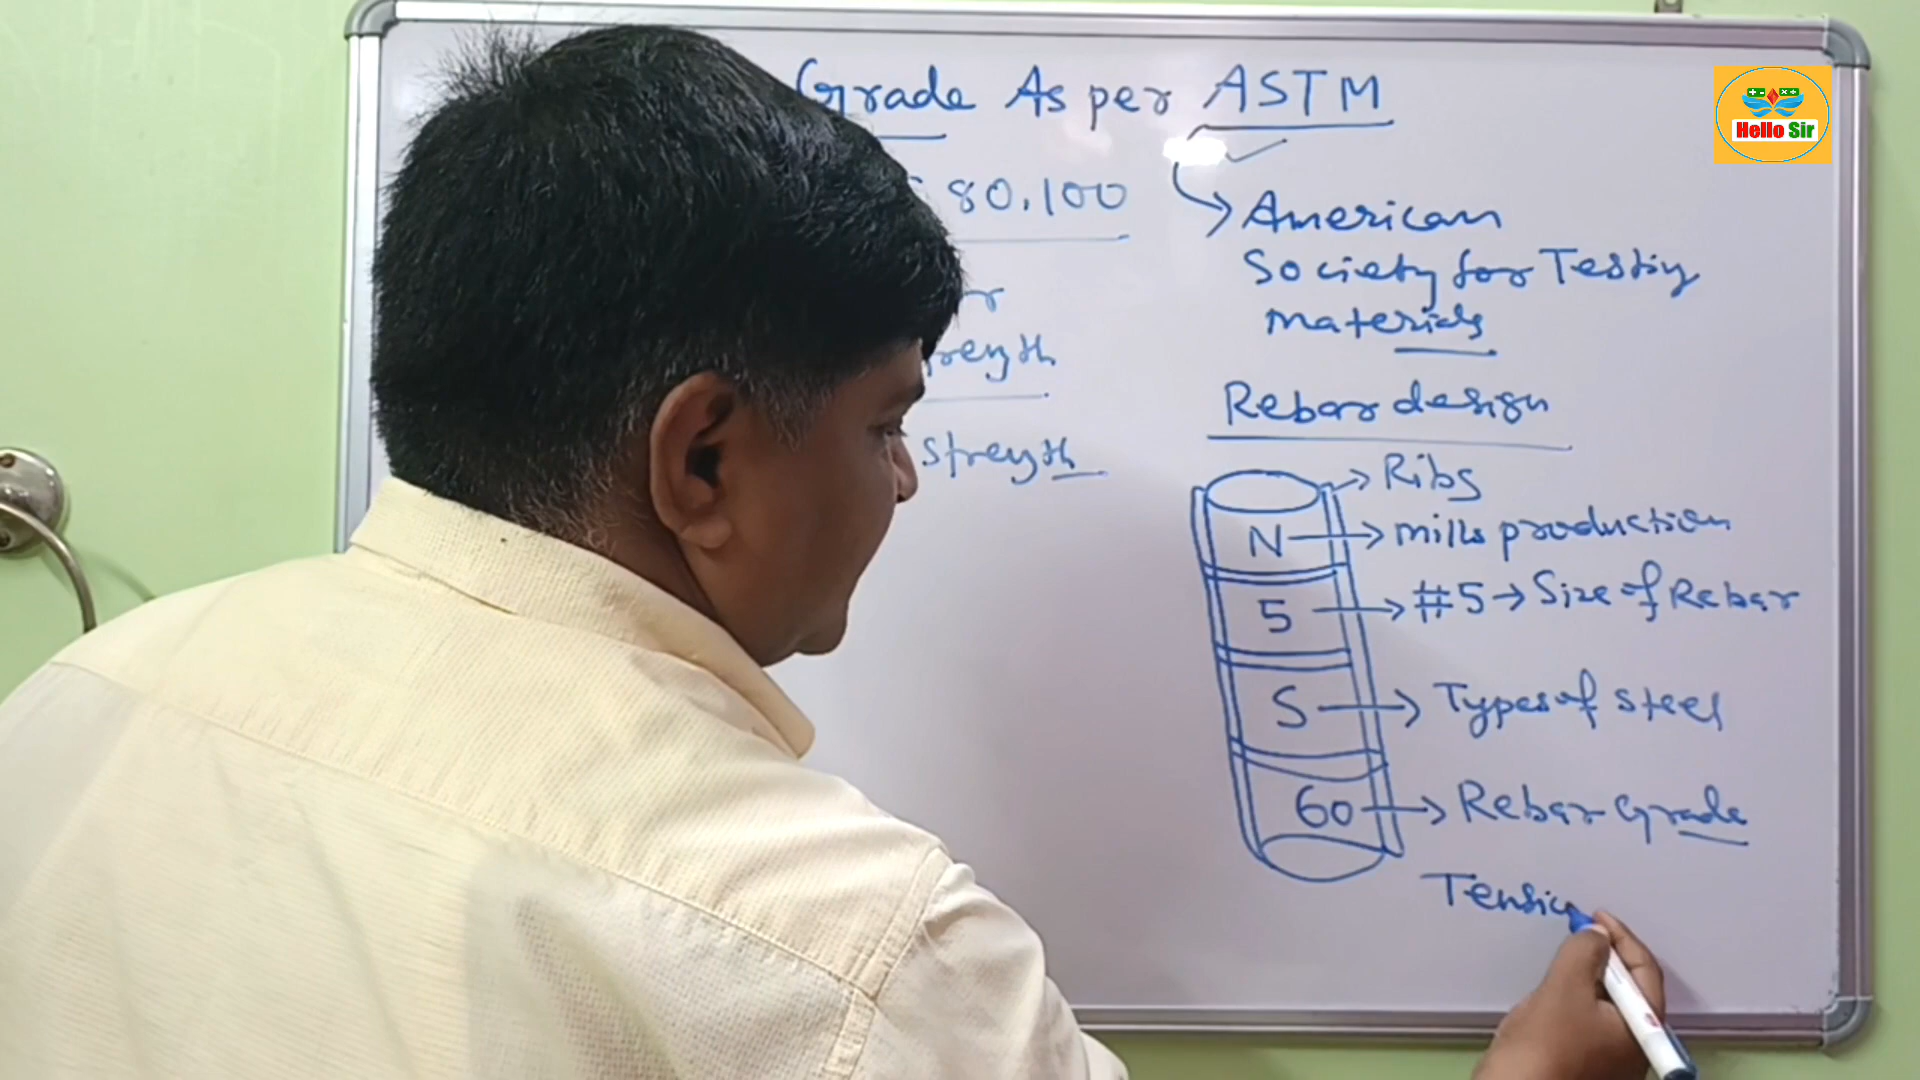 Grade As per ASTM
80,100
American
Society for Testing
materials
strength
Rebar design
Ribs
N mills production
5 #5 Size of Rebar
S Types of Steel
60 Rebar Grade
Hello Sir